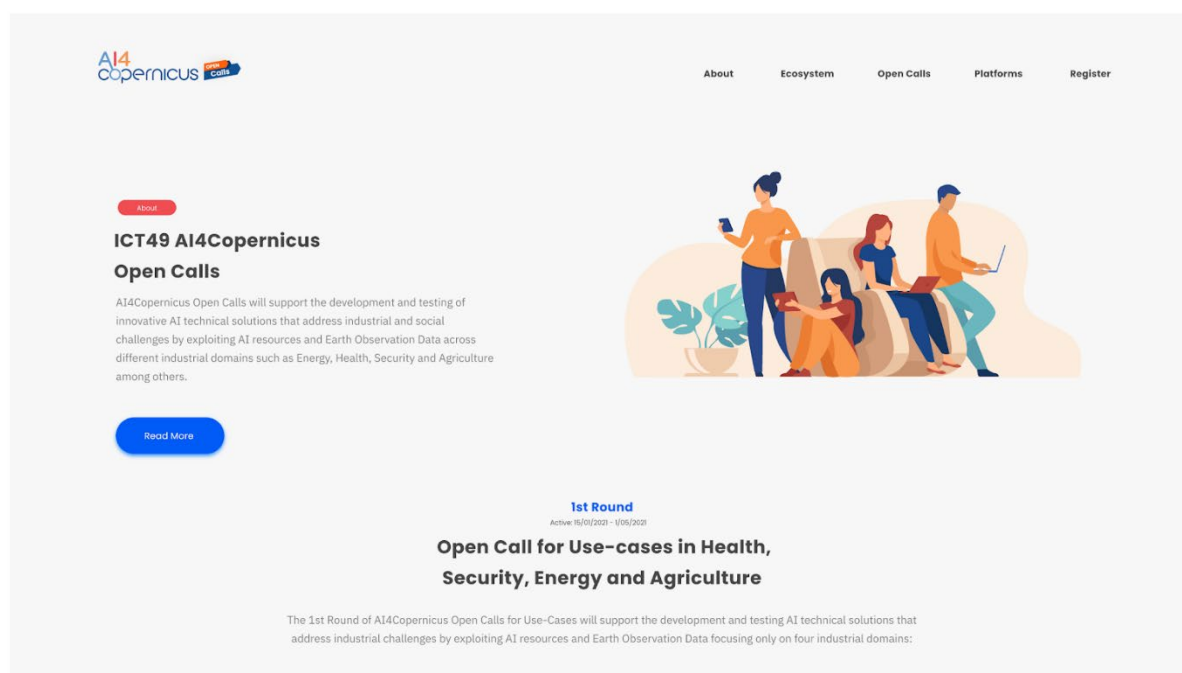 AI4
copernicus OPEN Calls
About Ecosystem Open Calls Platforms Register
About
ICT49 AI4Copernicus
Open Calls
AI4Copernicus Open Calls will support the development and testing of
innovative AI technical solutions that address industrial and social
challenges by exploiting AI resources and Earth Observation Data across
different industrial domains such as Energy, Health, Security and Agriculture
among others.
Read More
1st Round
Active: 15/01/2021 - 1/05/2021
Open Call for Use-cases in Health,
Security, Energy and Agriculture
The 1st Round of AI4Copernicus Open Calls for Use-Cases will support the development and testing AI technical solutions that
address industrial challenges by exploiting AI resources and Earth Observation Data focusing only on four industrial domains: